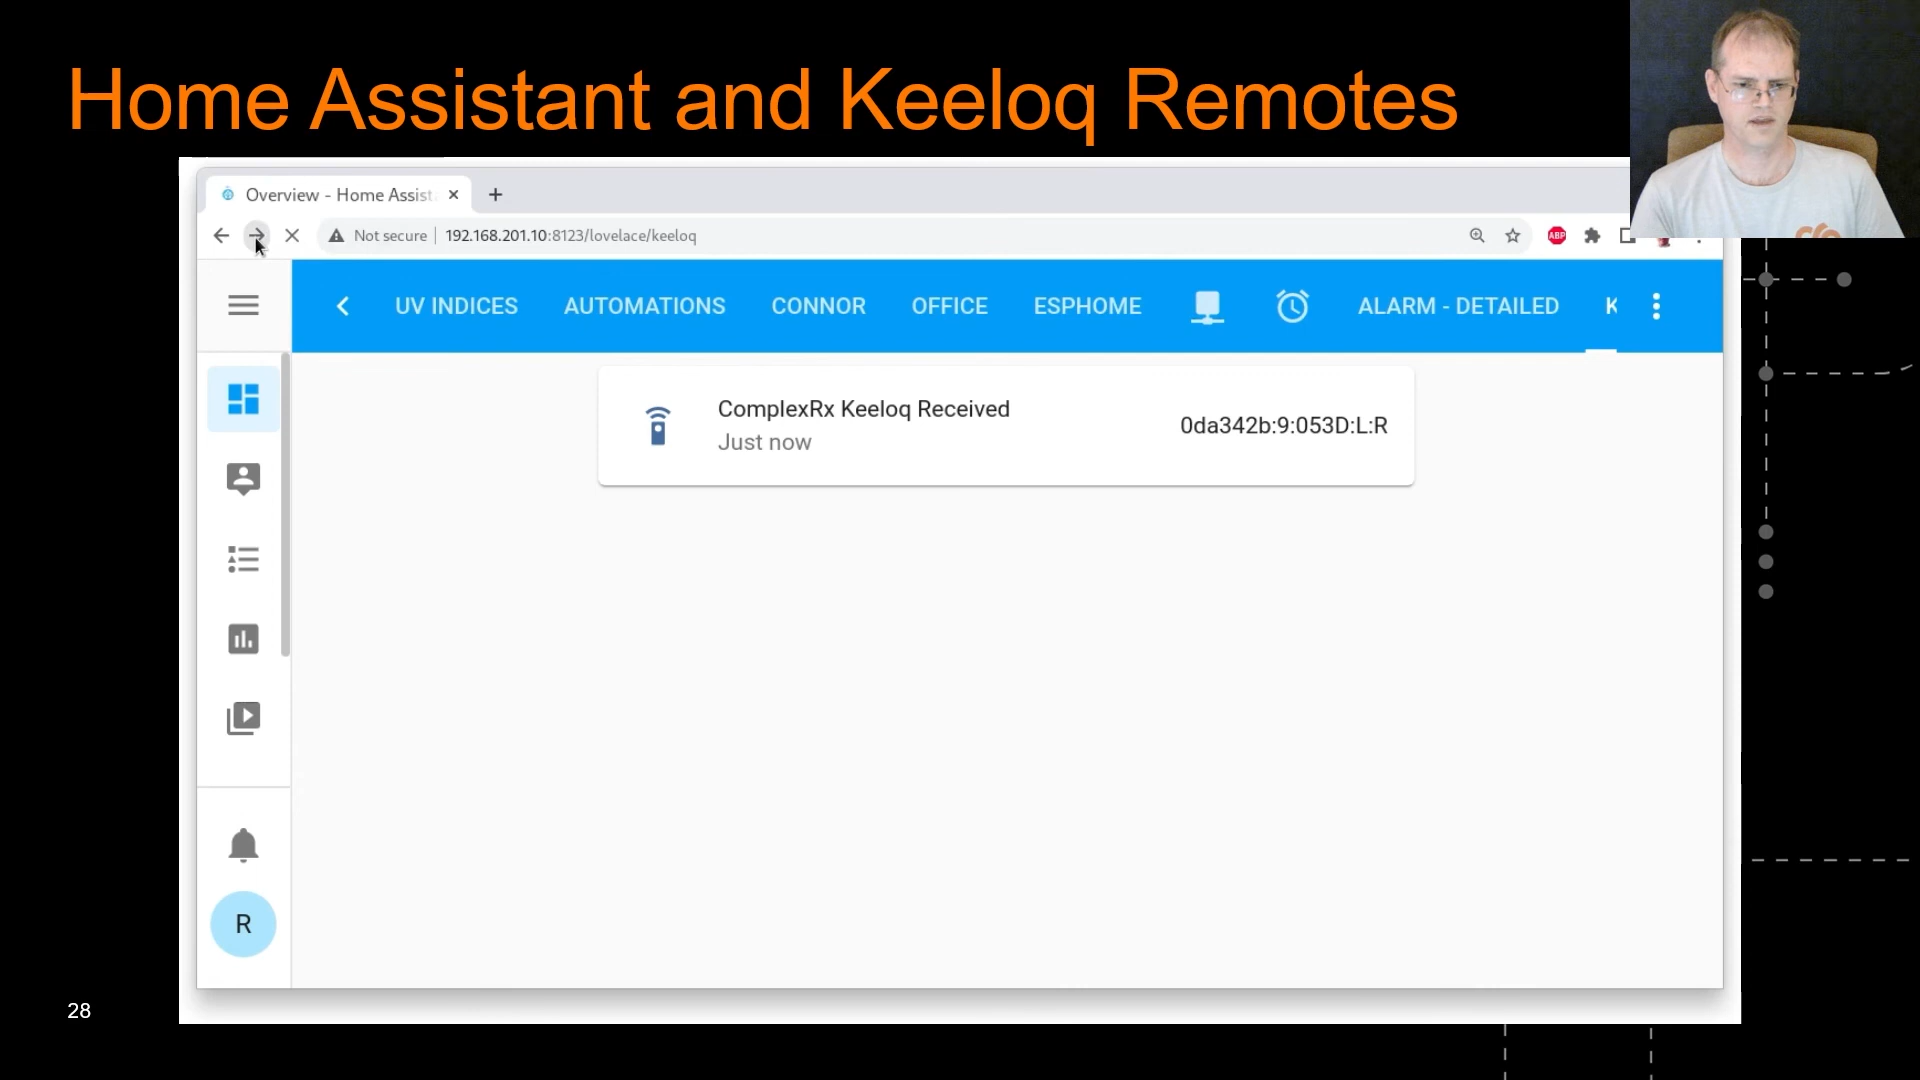 Home Assistant and Keeloq Remotes
Overview - Home Assist
Not secure 192.168.201.10:8123/lovelace/keeloq
ABP
UV INDICES AUTOMATIONS CONNOR OFFICE ESPHOME ALARM - DETAILED K
ComplexRx Keeloq Received
Just now
0da342b:9:053D:L:R
R
28